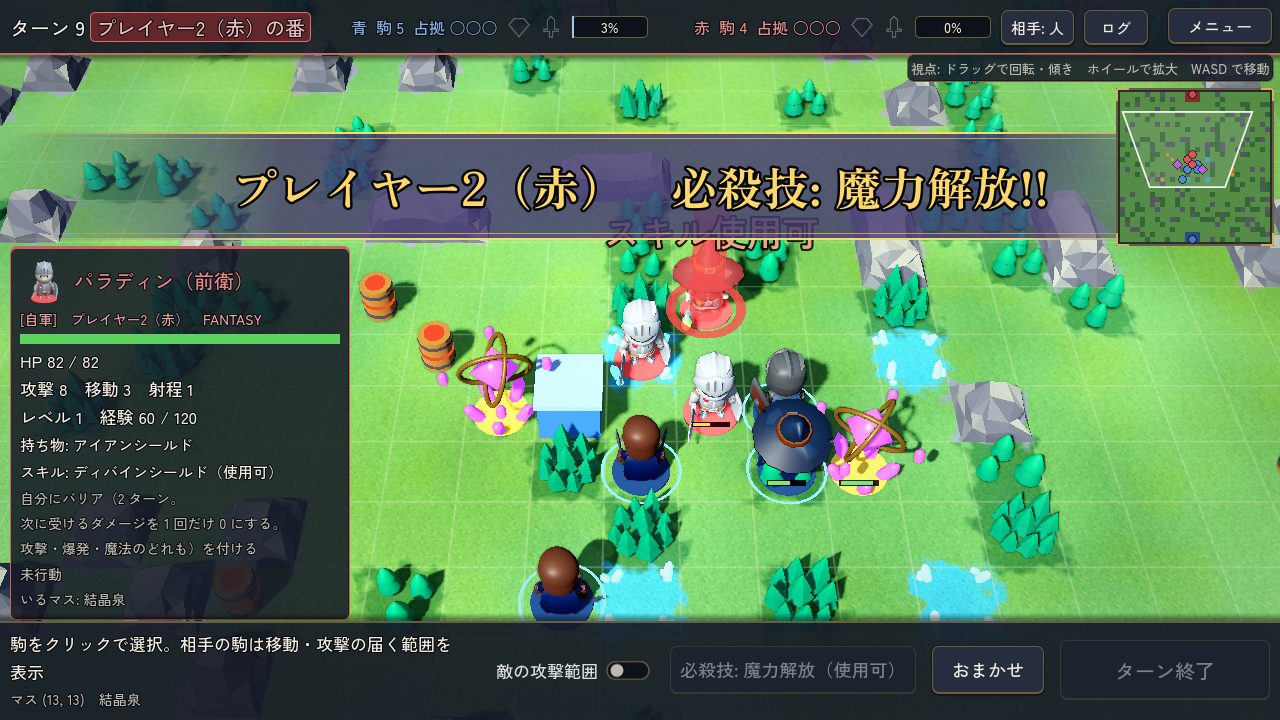 ターン 9 プレイヤー2（赤）の番 青 駒 5 占拠 〇〇〇 3% 赤 駒 4 占拠 〇〇〇 0% 相手: 人 ログ メニュー
視点: ドラッグで回転・傾き ホイールで拡大 WASD で移動
プレイヤー2（赤） 必殺技: 魔力解放!!
スキル使用可
パラディン（前衛）
[自軍] プレイヤー2（赤） FANTASY
HP 82 / 82
攻撃 8 移動 3 射程 1
レベル 1 経験 60 / 120
持ち物: アイアンシールド
スキル: ディバインシールド（使用可）
自分にバリア（2 ターン。
次に受けるダメージを 1 回だけ 0 にする。
攻撃・爆発・魔法のどれも）を付ける
未行動
いるマス: 結晶泉
駒をクリックで選択。相手の駒は移動・攻撃の届く範囲を
表示
マス (13, 13) 結晶泉
敵の攻撃範囲
必殺技: 魔力解放（使用可）
おまかせ
ターン終了